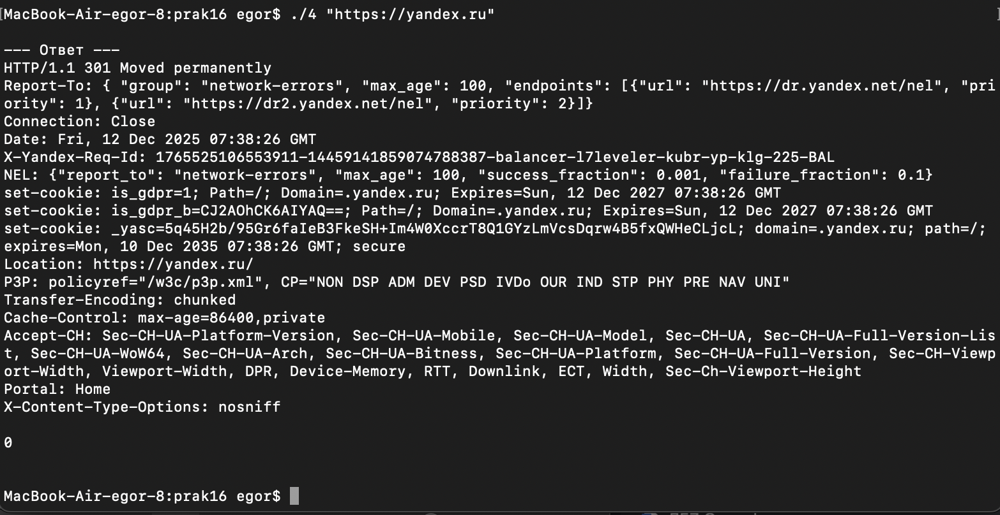 [MacBook-Air-egor-8:prak16 egor$ ./4 "https://yandex.ru" ]
--- Ответ ---
HTTP/1.1 301 Moved permanently
Report-To: { "group": "network-errors", "max_age": 100, "endpoints": [{"url": "https://dr.yandex.net/nel", "pri
ority": 1}, {"url": "https://dr2.yandex.net/nel", "priority": 2}]}
Connection: Close
Date: Fri, 12 Dec 2025 07:38:26 GMT
X-Yandex-Req-Id: 1765525106553911-14459141859074788387-balancer-l7leveler-kubr-yp-klg-225-BAL
NEL: {"report_to": "network-errors", "max_age": 100, "success_fraction": 0.001, "failure_fraction": 0.1}
set-cookie: is_gdpr=1; Path=/; Domain=.yandex.ru; Expires=Sun, 12 Dec 2027 07:38:26 GMT
set-cookie: is_gdpr_b=CJ2AOhCK6AIYAQ==; Path=/; Domain=.yandex.ru; Expires=Sun, 12 Dec 2027 07:38:26 GMT
set-cookie: _yasc=5q45H2b/95Gr6faIeB3FkeSH+Im4W0XccrT8Q1GYzLmVcsDqrw4B5fxQWHeCLjcL; domain=.yandex.ru; path=/;
expires=Mon, 10 Dec 2035 07:38:26 GMT; secure
Location: https://yandex.ru/
P3P: policyref="/w3c/p3p.xml", CP="NON DSP ADM DEV PSD IVDo OUR IND STP PHY PRE NAV UNI"
Transfer-Encoding: chunked
Cache-Control: max-age=86400,private
Accept-CH: Sec-CH-UA-Platform-Version, Sec-CH-UA-Mobile, Sec-CH-UA-Model, Sec-CH-UA, Sec-CH-UA-Full-Version-Lis
t, Sec-CH-UA-WoW64, Sec-CH-UA-Arch, Sec-CH-UA-Bitness, Sec-CH-UA-Platform, Sec-CH-UA-Full-Version, Sec-CH-Viewp
ort-Width, Viewport-Width, DPR, Device-Memory, RTT, Downlink, ECT, Width, Sec-Ch-Viewport-Height
Portal: Home
X-Content-Type-Options: nosniff
0
MacBook-Air-egor-8:prak16 egor$